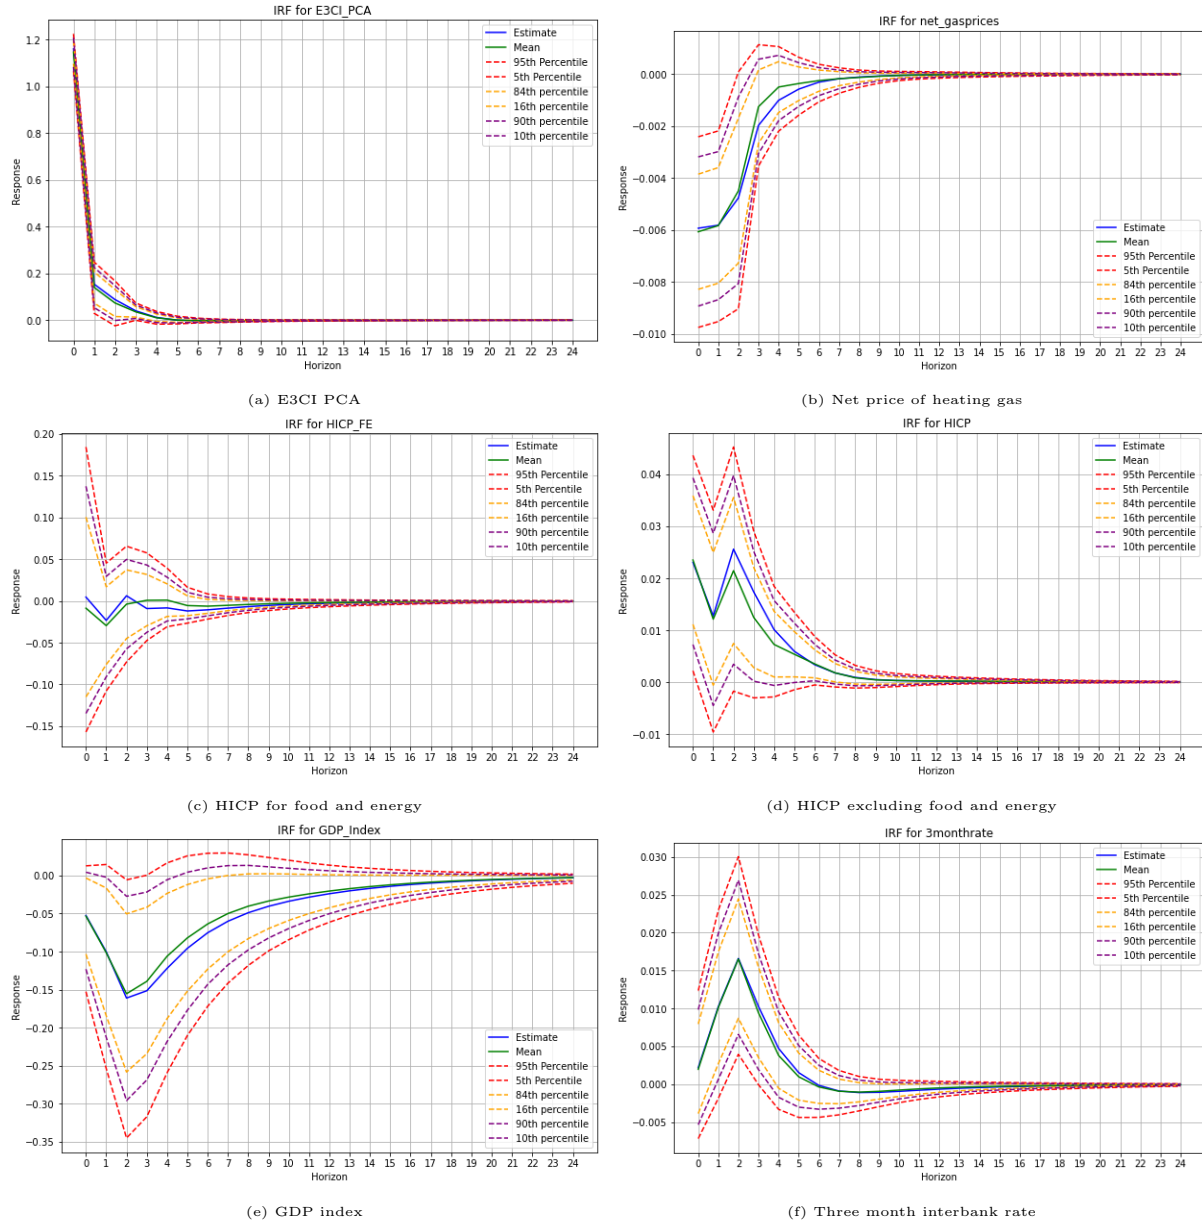 IRF for E3CI_PCA
Response
1.2
1.0
0.8
0.6
0.4
0.2
0.0
Estimate
Mean
95th Percentile
5th Percentile
84th percentile
16th percentile
90th percentile
10th percentile
0 1 2 3 4 5 6 7 8 9 10 11 12 13 14 15 16 17 18 19 20 21 22 23 24
Horizon
(a) E3CI PCA
IRF for net_gasprices
Response
0.000
−0.002
−0.004
−0.006
−0.008
−0.010
Estimate
Mean
95th Percentile
5th Percentile
84th percentile
16th percentile
90th percentile
10th percentile
0 1 2 3 4 5 6 7 8 9 10 11 12 13 14 15 16 17 18 19 20 21 22 23 24
Horizon
(b) Net price of heating gas
IRF for HICP_FE
Response
0.20
0.15
0.10
0.05
0.00
−0.05
−0.10
−0.15
Estimate
Mean
95th Percentile
5th Percentile
84th percentile
16th percentile
90th percentile
10th percentile
0 1 2 3 4 5 6 7 8 9 10 11 12 13 14 15 16 17 18 19 20 21 22 23 24
Horizon
(c) HICP for food and energy
IRF for HICP
Response
0.04
0.03
0.02
0.01
0.00
−0.01
Estimate
Mean
95th Percentile
5th Percentile
84th percentile
16th percentile
90th percentile
10th percentile
0 1 2 3 4 5 6 7 8 9 10 11 12 13 14 15 16 17 18 19 20 21 22 23 24
Horizon
(d) HICP excluding food and energy
IRF for GDP_Index
Response
0.00
−0.05
−0.10
−0.15
−0.20
−0.25
−0.30
−0.35
Estimate
Mean
95th Percentile
5th Percentile
84th percentile
16th percentile
90th percentile
10th percentile
0 1 2 3 4 5 6 7 8 9 10 11 12 13 14 15 16 17 18 19 20 21 22 23 24
Horizon
(e) GDP index
IRF for 3monthrate
Response
0.030
0.025
0.020
0.015
0.010
0.005
0.000
−0.005
Estimate
Mean
95th Percentile
5th Percentile
84th percentile
16th percentile
90th percentile
10th percentile
0 1 2 3 4 5 6 7 8 9 10 11 12 13 14 15 16 17 18 19 20 21 22 23 24
Horizon
(f) Three month interbank rate